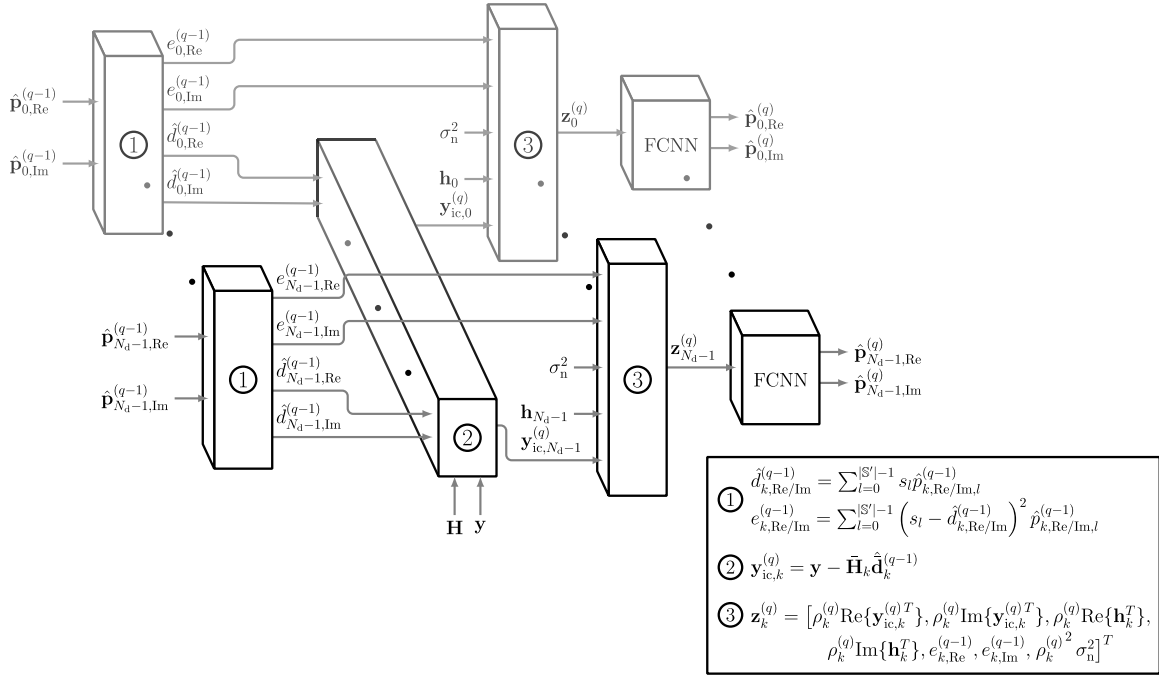 e_{0,Re}^{(q−1)}
e_{0,Im}^{(q−1)}
p̂_{0,Re}^{(q−1)}
p̂_{0,Im}^{(q−1)}
①
d̂_{0,Re}^{(q−1)}
d̂_{0,Im}^{(q−1)}
σ_n^2
h_0
y_{ic,0}^{(q)}
③
z_0^{(q)}
FCNN
p̂_{0,Re}^{(q)}
p̂_{0,Im}^{(q)}
p̂_{N_d−1,Re}^{(q−1)}
p̂_{N_d−1,Im}^{(q−1)}
①
e_{N_d−1,Re}^{(q−1)}
e_{N_d−1,Im}^{(q−1)}
d̂_{N_d−1,Re}^{(q−1)}
d̂_{N_d−1,Im}^{(q−1)}
②
H y
σ_n^2
h_{N_d−1}
y_{ic,N_d−1}^{(q)}
③
z_{N_d−1}^{(q)}
FCNN
p̂_{N_d−1,Re}^{(q)}
p̂_{N_d−1,Im}^{(q)}
① d̂_{k,Re/Im}^{(q−1)} = ∑_{l=0}^{|𝕊′|−1} s_l p̂_{k,Re/Im,l}^{(q−1)}
e_{k,Re/Im}^{(q−1)} = ∑_{l=0}^{|𝕊′|−1} (s_l − d̂_{k,Re/Im}^{(q−1)})^2 p̂_{k,Re/Im,l}^{(q−1)}
② y_{ic,k}^{(q)} = y − H̄_k d̄̂_k^{(q−1)}
③ z_k^{(q)} = [ρ_k^{(q)} Re{y_{ic,k}^{(q) T}}, ρ_k^{(q)} Im{y_{ic,k}^{(q) T}}, ρ_k^{(q)} Re{h_k^T},
ρ_k^{(q)} Im{h_k^T}, e_{k,Re}^{(q−1)}, e_{k,Im}^{(q−1)}, ρ_k^{(q) 2} σ_n^2]^T